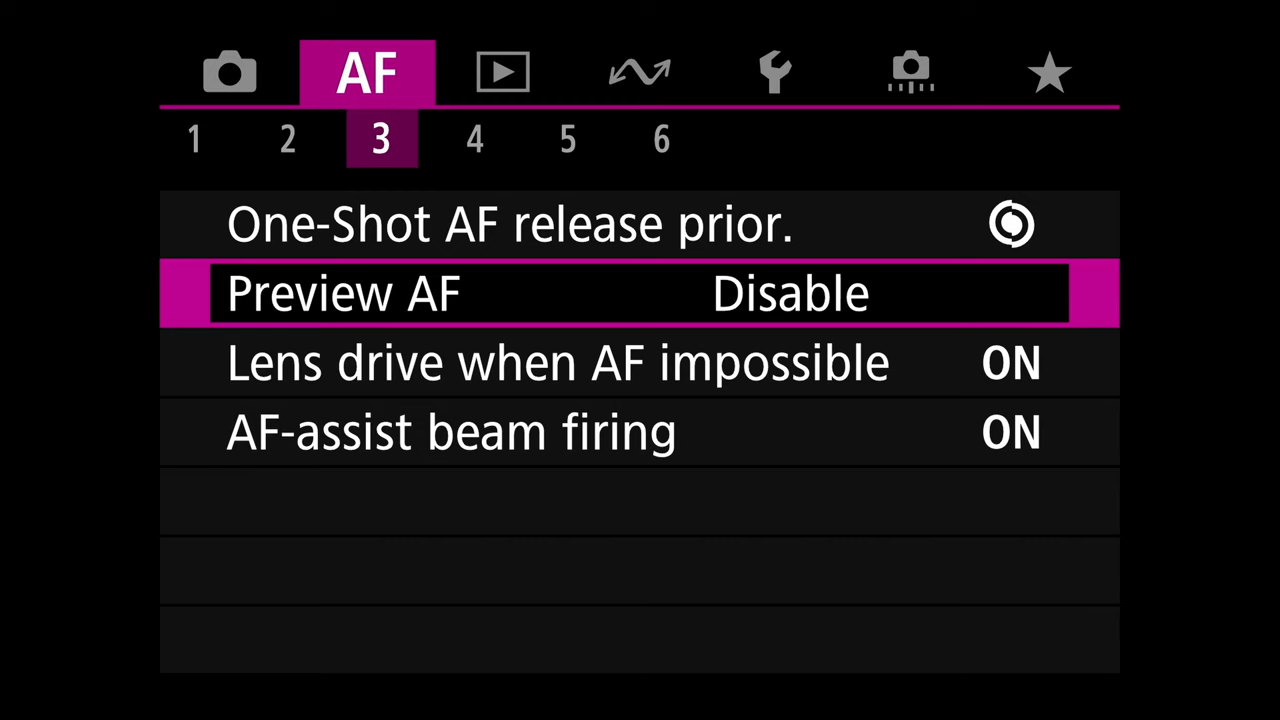 AF
1 2 3 4 5 6
One-Shot AF release prior.
Preview AF Disable
Lens drive when AF impossible ON
AF-assist beam firing ON